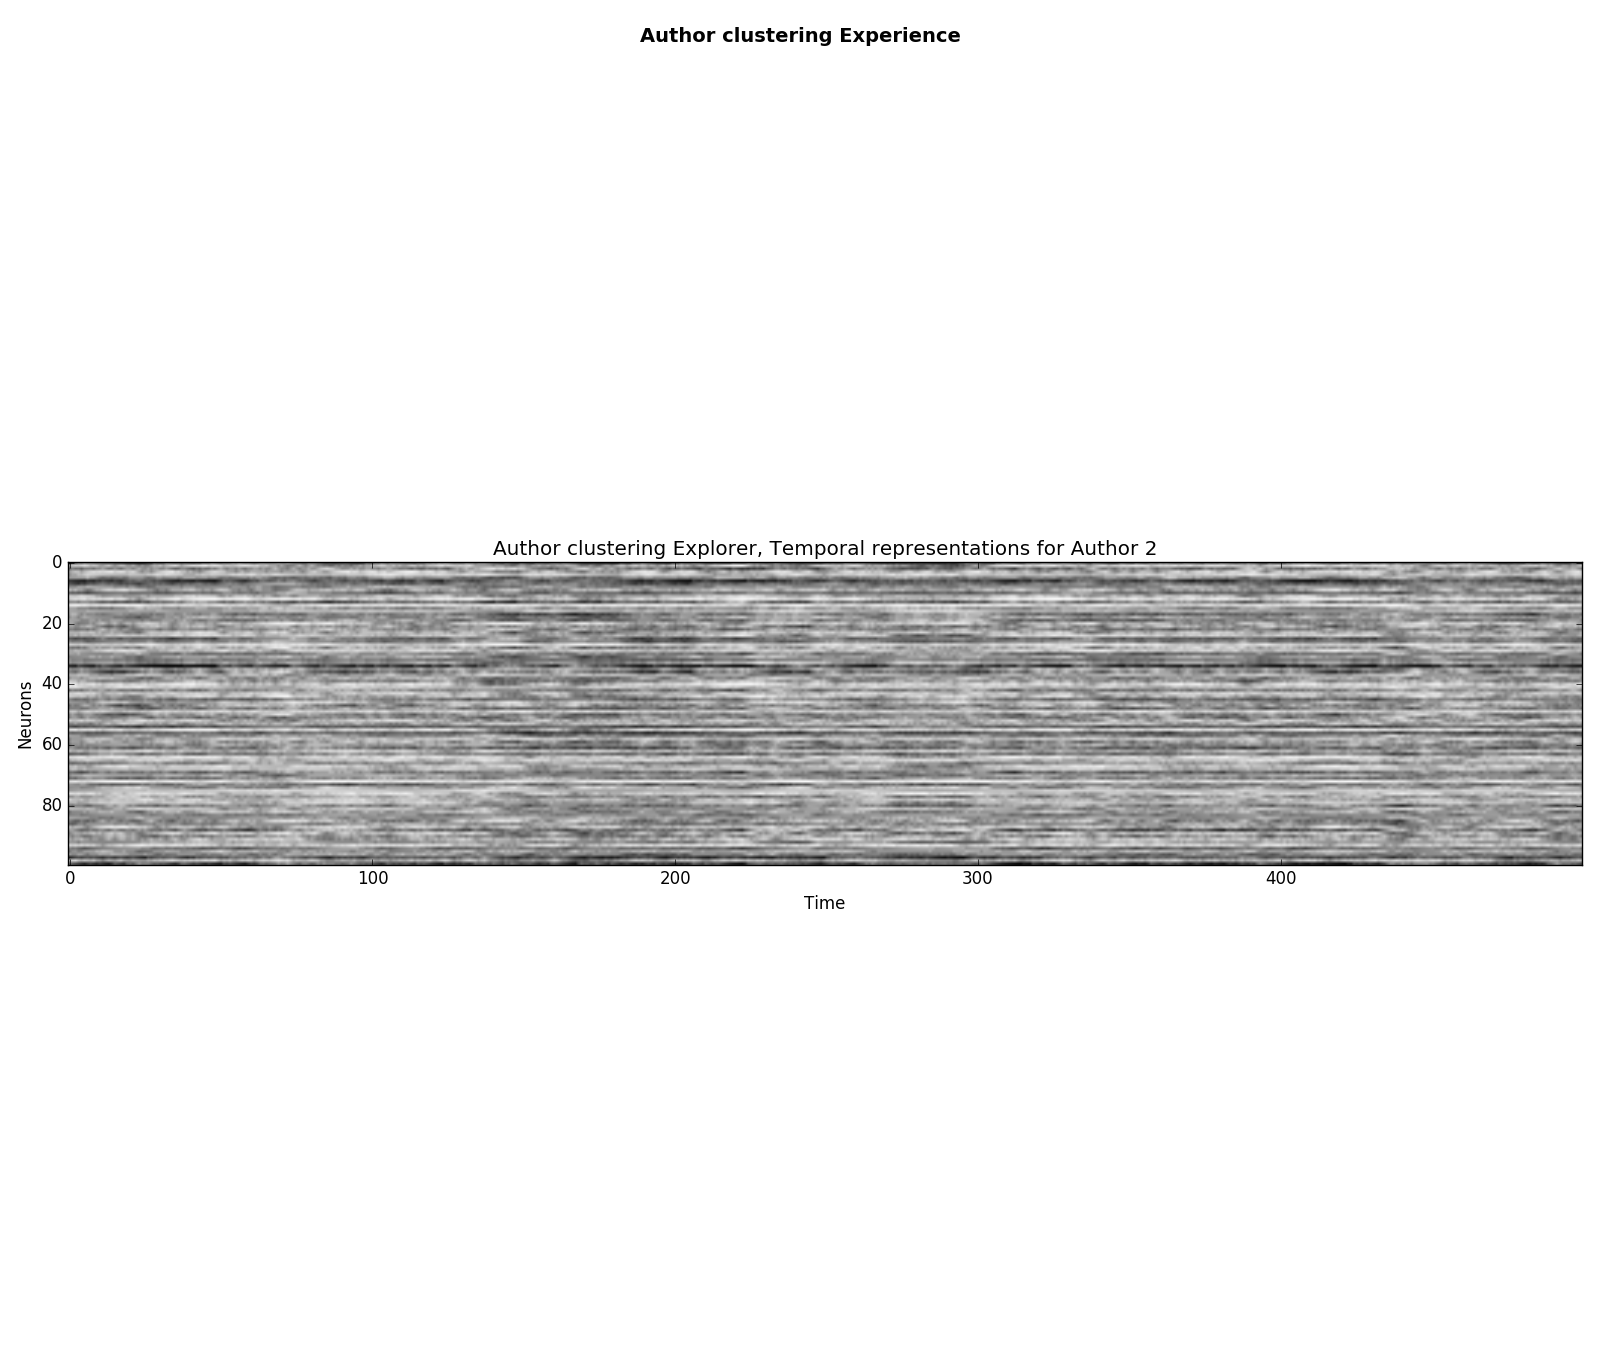 Author clustering Experience
Author clustering Explorer, Temporal representations for Author 2
0
20
40
60
80
Neurons
0 100 200 300 400
Time